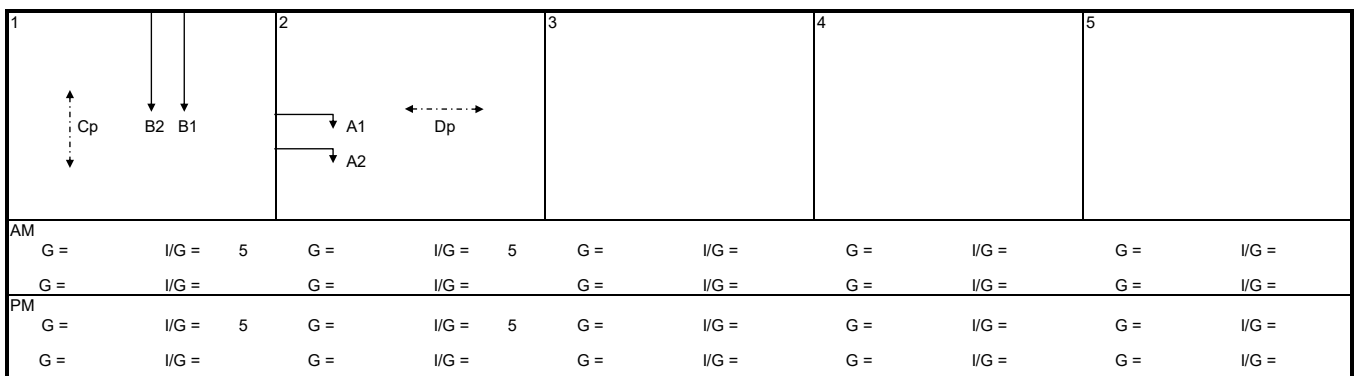 1 2 3 4 5
Cp B2 B1 A1 Dp
A2
AM
G = I/G = 5 G = I/G = 5 G = I/G = G = I/G = G = I/G =
G = I/G = G = I/G = G = I/G = G = I/G = G = I/G =
PM
G = I/G = 5 G = I/G = 5 G = I/G = G = I/G = G = I/G =
G = I/G = G = I/G = G = I/G = G = I/G = G = I/G =